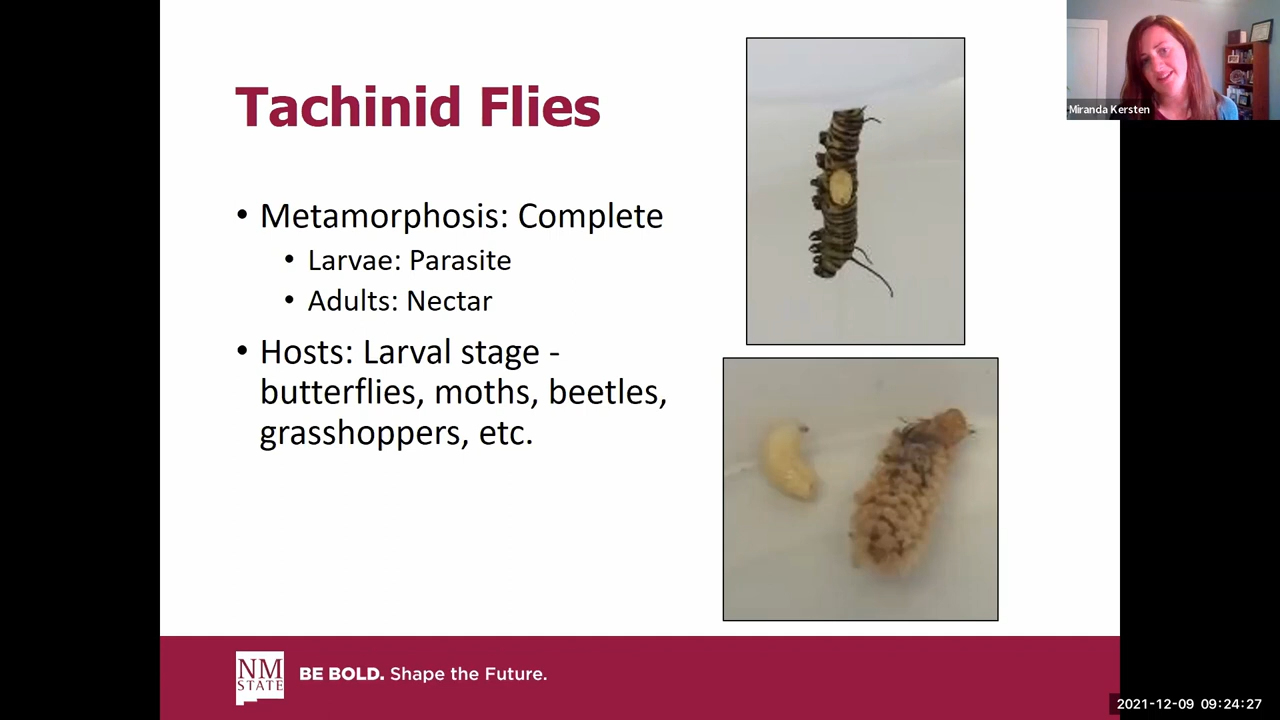 Tachinid Flies
• Metamorphosis: Complete
• Larvae: Parasite
• Adults: Nectar
• Hosts: Larval stage -
butterflies, moths, beetles,
grasshoppers, etc.
Miranda Kersten
NM
STATE
BE BOLD. Shape the Future.
2021-12-09 09:24:27